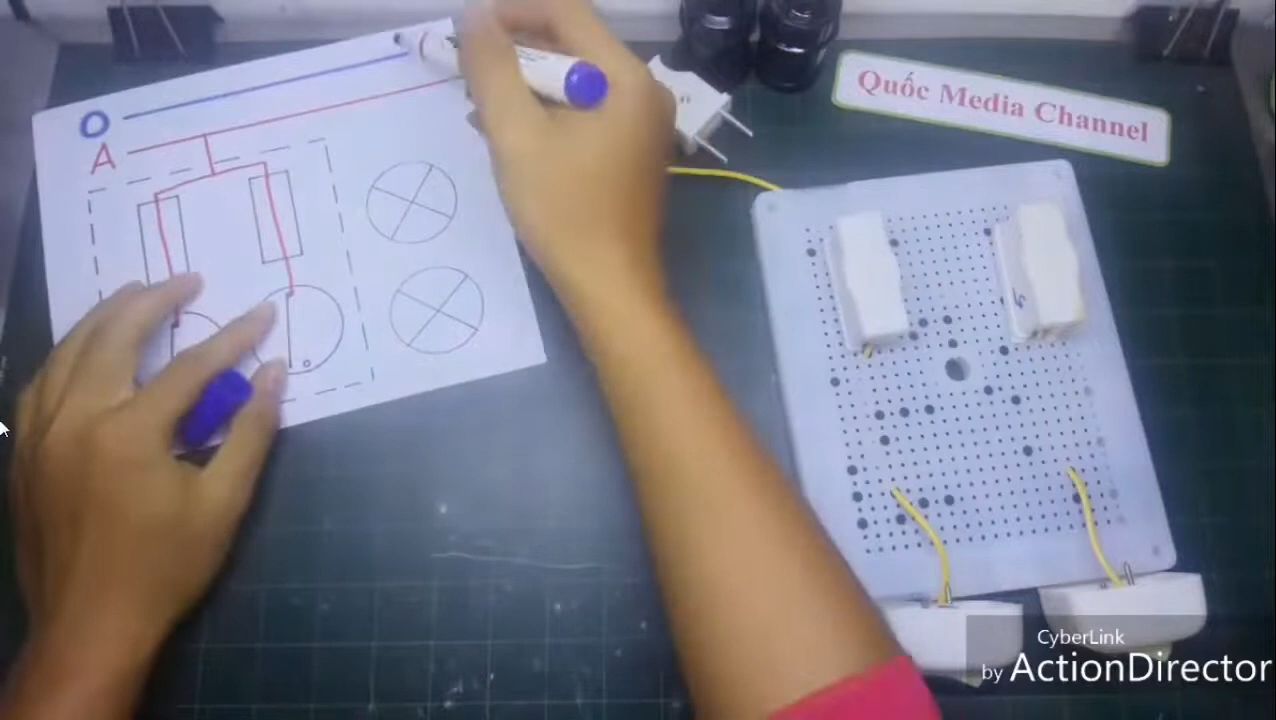 O
A
Quốc Media Channel
CyberLink
by ActionDirector